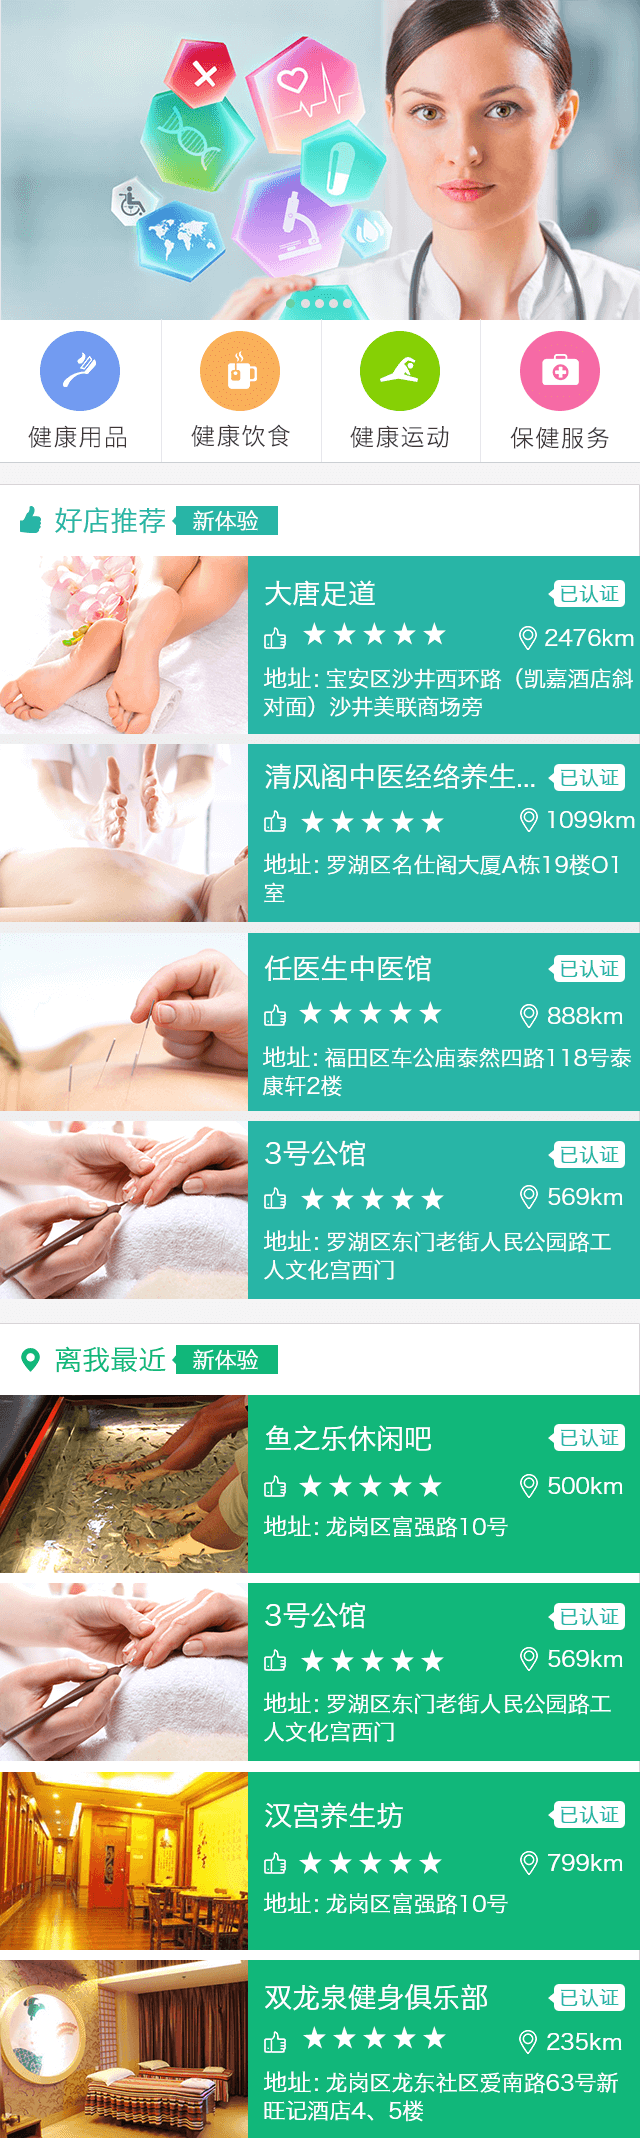 健康用品
健康饮食
健康运动
保健服务
好店推荐
新体验
大唐足道
已认证
2476km
地址: 宝安区沙井西环路（凯嘉酒店斜
对面）沙井美联商场旁
清风阁中医经络养生...
已认证
1099km
地址: 罗湖区名仕阁大厦A栋19楼O1
室
任医生中医馆
已认证
888km
地址: 福田区车公庙泰然四路118号泰
康轩2楼
3号公馆
已认证
569km
地址: 罗湖区东门老街人民公园路工
人文化宫西门
离我最近
新体验
鱼之乐休闲吧
已认证
500km
地址: 龙岗区富强路10号
3号公馆
已认证
569km
地址: 罗湖区东门老街人民公园路工
人文化宫西门
汉宫养生坊
已认证
799km
地址: 龙岗区富强路10号
双龙泉健身俱乐部
已认证
235km
地址: 龙岗区龙东社区爱南路63号新
旺记酒店4、5楼